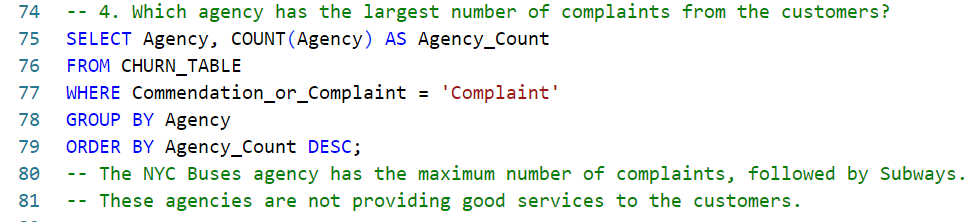 74 -- 4. Which agency has the largest number of complaints from the customers?
75 SELECT Agency, COUNT(Agency) AS Agency_Count
76 FROM CHURN_TABLE
77 WHERE Commendation_or_Complaint = 'Complaint'
78 GROUP BY Agency
79 ORDER BY Agency_Count DESC;
80 -- The NYC Buses agency has the maximum number of complaints, followed by Subways.
81 -- These agencies are not providing good services to the customers.